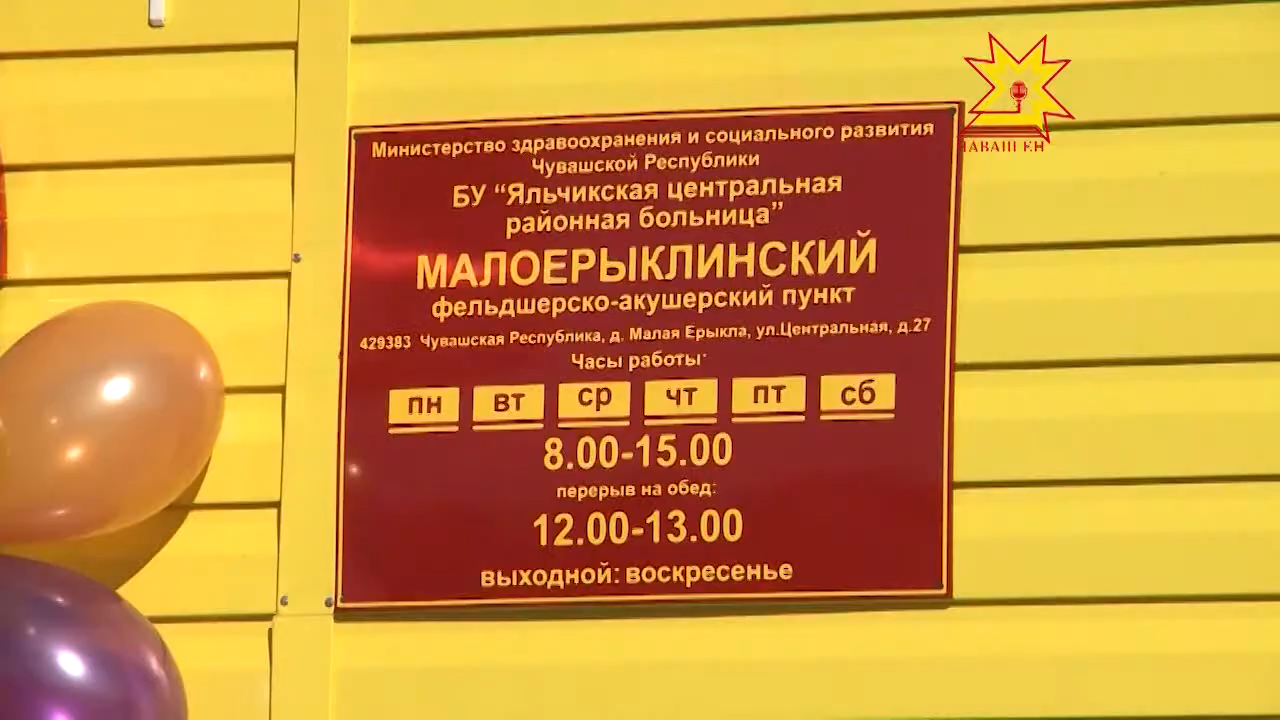 Министерство здравоохранения и социального развития
Чувашской Республики
БУ “Яльчикская центральная
районная больница”
МАЛОЕРЫКЛИНСКИЙ
фельдшерско-акушерский пункт
429383 Чувашская Республика, д. Малая Ерыкла, ул.Центральная, д.27
Часы работы:
пн вт ср чт пт сб
8.00-15.00
перерыв на обед:
12.00-13.00
выходной: воскресенье
ЧАВАШ ЕН